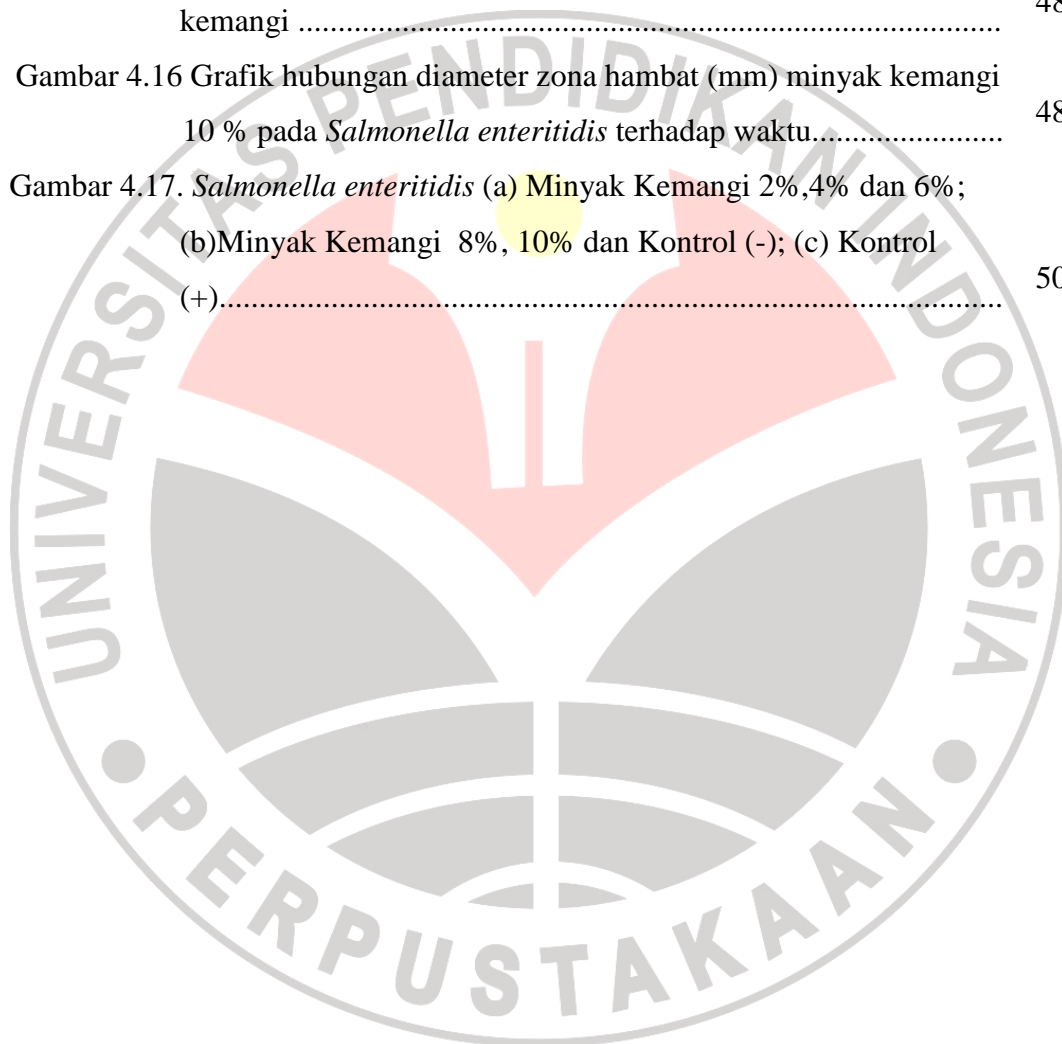 kemangi .......................................................................................... 48
Gambar 4.16 Grafik hubungan diameter zona hambat (mm) minyak kemangi
10 % pada Salmonella enteritidis terhadap waktu........................ 48
Gambar 4.17. Salmonella enteritidis (a) Minyak Kemangi 2%,4% dan 6%;
(b)Minyak Kemangi 8%, 10% dan Kontrol (-); (c) Kontrol
(+).................................................................................................... 50
UNIVERSITAS PENDIDIKAN INDONESIA
PERPUSTAKAAN